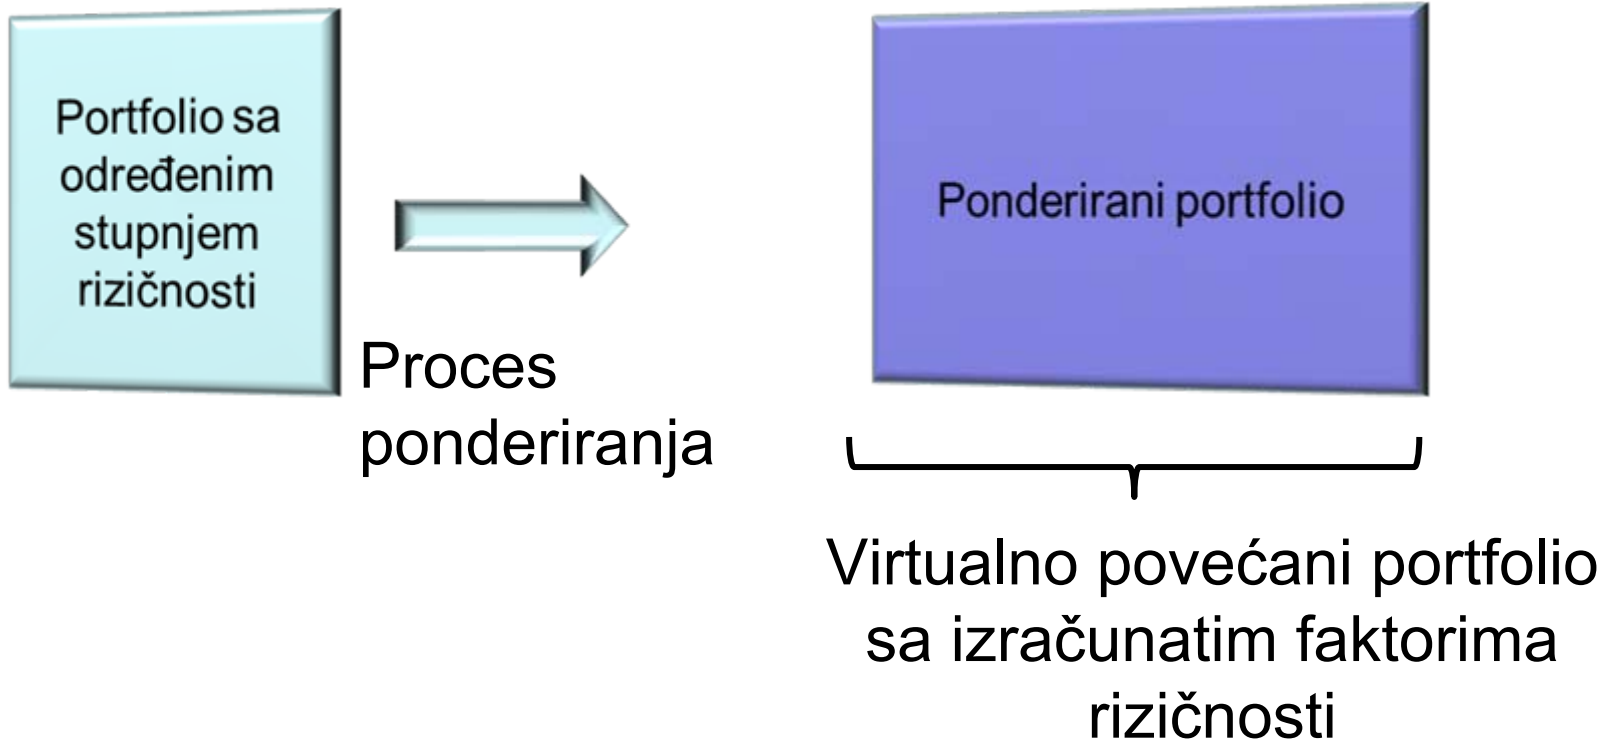 Portfolio sa
određenim
stupnjem
rizičnosti
Proces
ponderiranja
Ponderirani portfolio
Virtualno povećani portfolio
sa izračunatim faktorima
rizičnosti